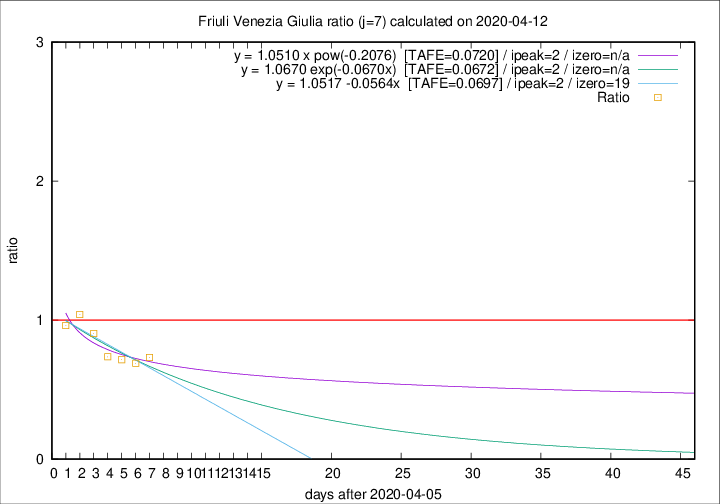 Friuli Venezia Giulia ratio (j=7) calculated on 2020-04-12
y = 1.0510 x pow(-0.2076) [TAFE=0.0720] / ipeak=2 / izero=n/a
y = 1.0670 exp(-0.0670x) [TAFE=0.0672] / ipeak=2 / izero=n/a
y = 1.0517 -0.0564x [TAFE=0.0697] / ipeak=2 / izero=19
Ratio
3
2
1
0
ratio
0 1 2 3 4 5 6 7 8 9 10 11 12 13 14 15 20 25 30 35 40 45
days after 2020-04-05